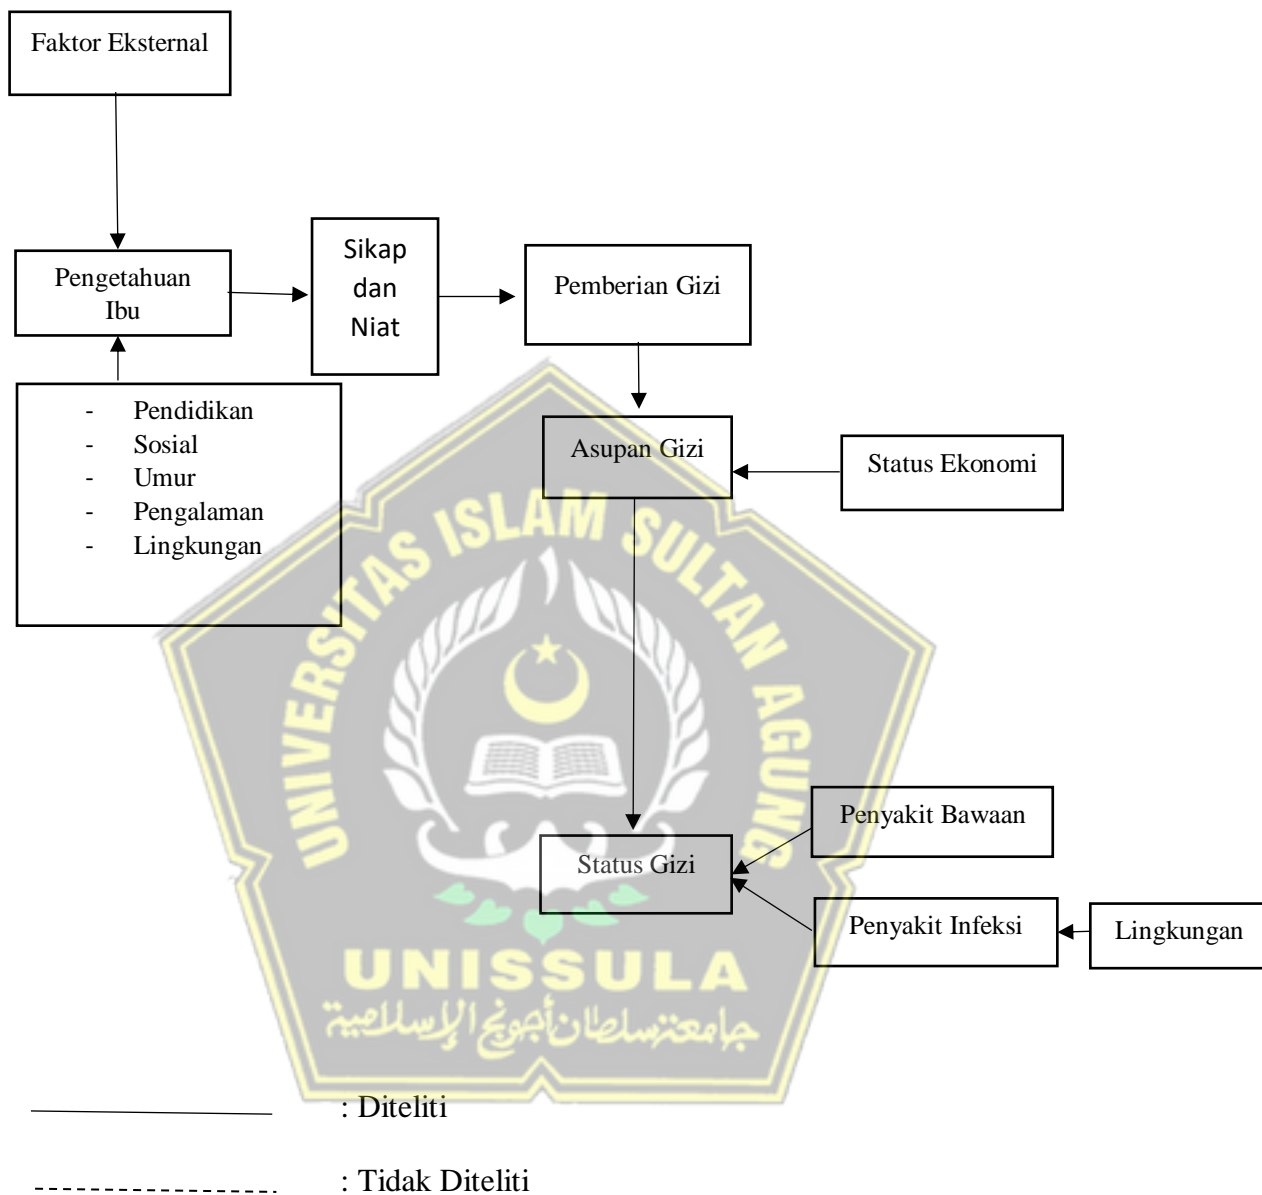 Faktor Eksternal
Pengetahuan
Ibu
Sikap
dan
Niat
Pemberian Gizi
- Pendidikan
- Sosial
- Umur
- Pengalaman
- Lingkungan
Asupan Gizi
Status Ekonomi
UNIVERSITAS ISLAM SULTAN AGUNG
Penyakit Bawaan
Status Gizi
Penyakit Infeksi
Lingkungan
UNISSULA
جامعة سلطان أجونج الإسلامية
: Diteliti
: Tidak Diteliti